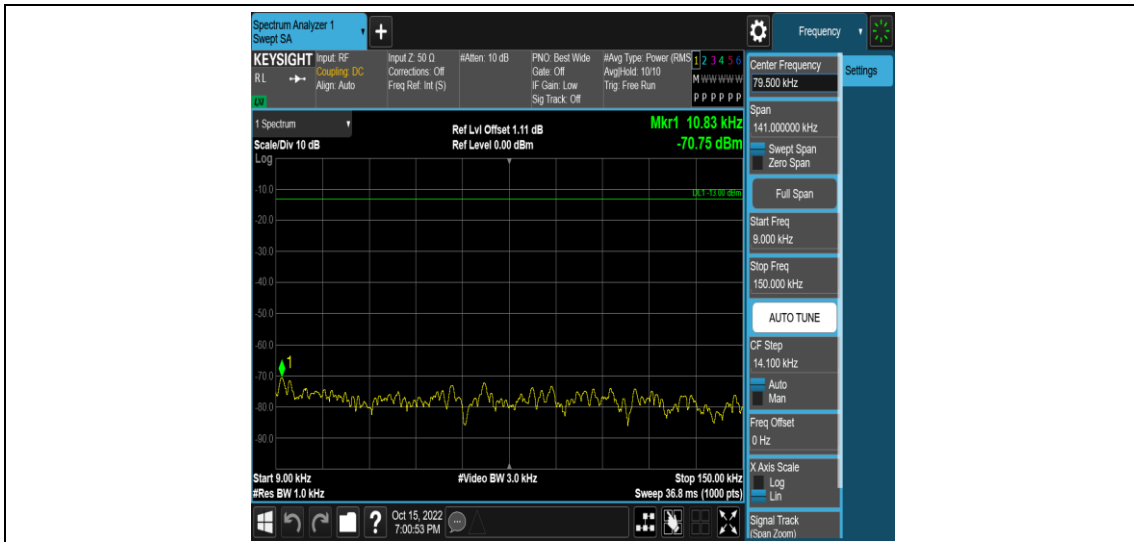 Spectrum Analyzer 1
Swept SA
+
Frequency
KEYSIGHT
RL
LXI
Input: RF
Coupling: DC
Align: Auto
Input Z: 50 Ω
Corrections: Off
Freq Ref: Int (S)
#Atten: 10 dB
PNO: Best Wide
Gate: Off
IF Gain: Low
Sig Track: Off
#Avg Type: Power (RMS
Avg|Hold: 10/10
Trig: Free Run
1 2 3 4 5 6
M W W W W W
P P P P P P
1 Spectrum
Scale/Div 10 dB
Log
Ref Lvl Offset 1.11 dB
Ref Level 0.00 dBm
Mkr1 10.83 kHz
-70.75 dBm
DL1 -13.00 dBm
-10.0
-20.0
-30.0
-40.0
-50.0
-60.0
-70.0
-80.0
-90.0
1
Start 9.00 kHz
#Res BW 1.0 kHz
#Video BW 3.0 kHz
Stop 150.00 kHz
Sweep 36.8 ms (1000 pts)
Center Frequency
79.500 kHz
Settings
Span
141.000000 kHz
Swept Span
Zero Span
Full Span
Start Freq
9.000 kHz
Stop Freq
150.000 kHz
AUTO TUNE
CF Step
14.100 kHz
Auto
Man
Freq Offset
0 Hz
X Axis Scale
Log
Lin
Signal Track
(Span Zoom)
?
Oct 15, 2022
7:00:53 PM